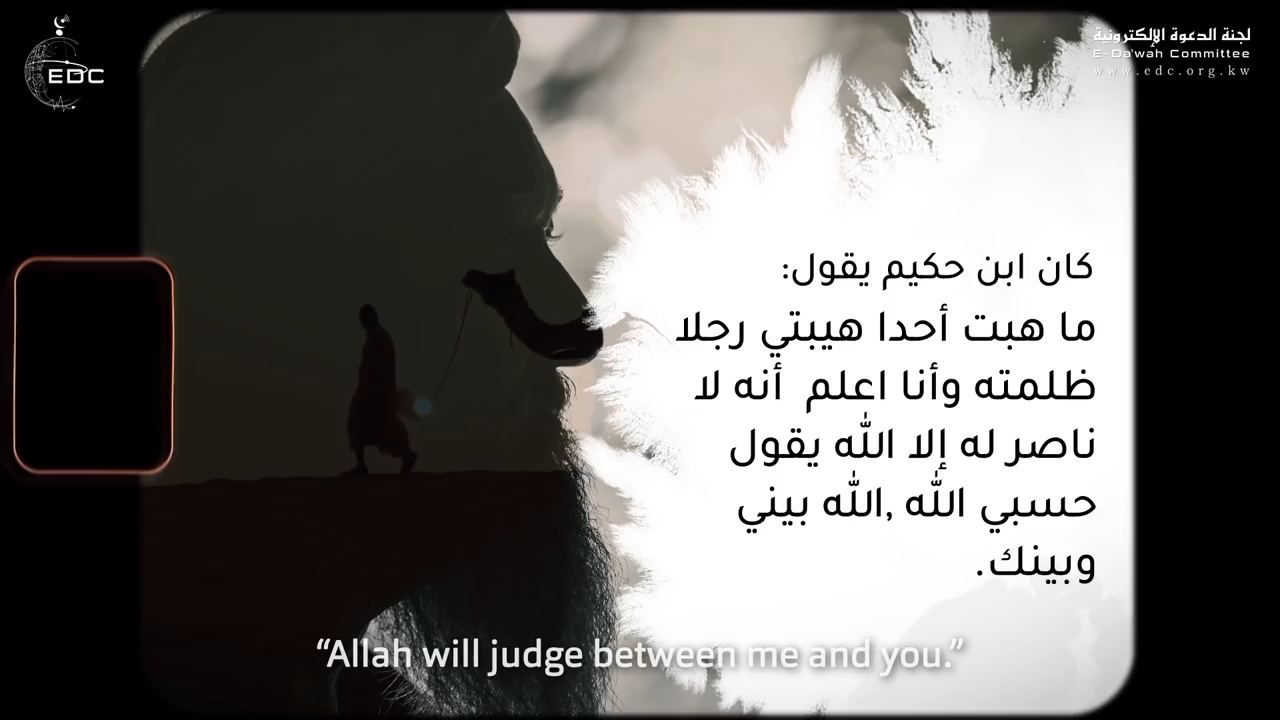 EDC
لجنة الدعوة الإلكترونية
E-Da'wah Committee
www.edc.org.kw
كان ابن حكيم يقول:
ما هبت أحدا هيبتي رجلا
ظلمته وأنا اعلم أنه لا
ناصر له إلا الله يقول
حسبي الله ,الله بيني
وبينك.
“Allah will judge between me and you.”